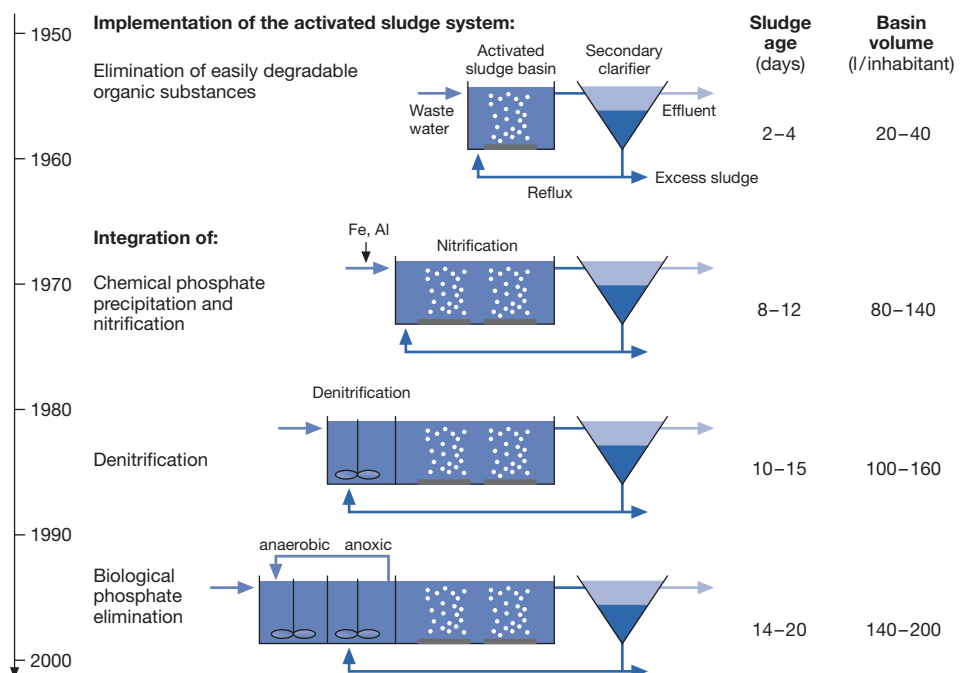 1950
Implementation of the activated sludge system:
Sludge
age
(days)
Basin
volume
(l/inhabitant)
Elimination of easily degradable
organic substances
Activated
sludge basin
Secondary
clarifier
Waste
water
Effluent
2–4
20–40
1960
Reflux
Excess sludge
Integration of:
Fe, Al
Nitrification
1970
Chemical phosphate
precipitation and
nitrification
8–12
80–140
1980
Denitrification
Denitrification
10–15
100–160
1990
anaerobic
anoxic
Biological
phosphate
elimination
14–20
140–200
2000